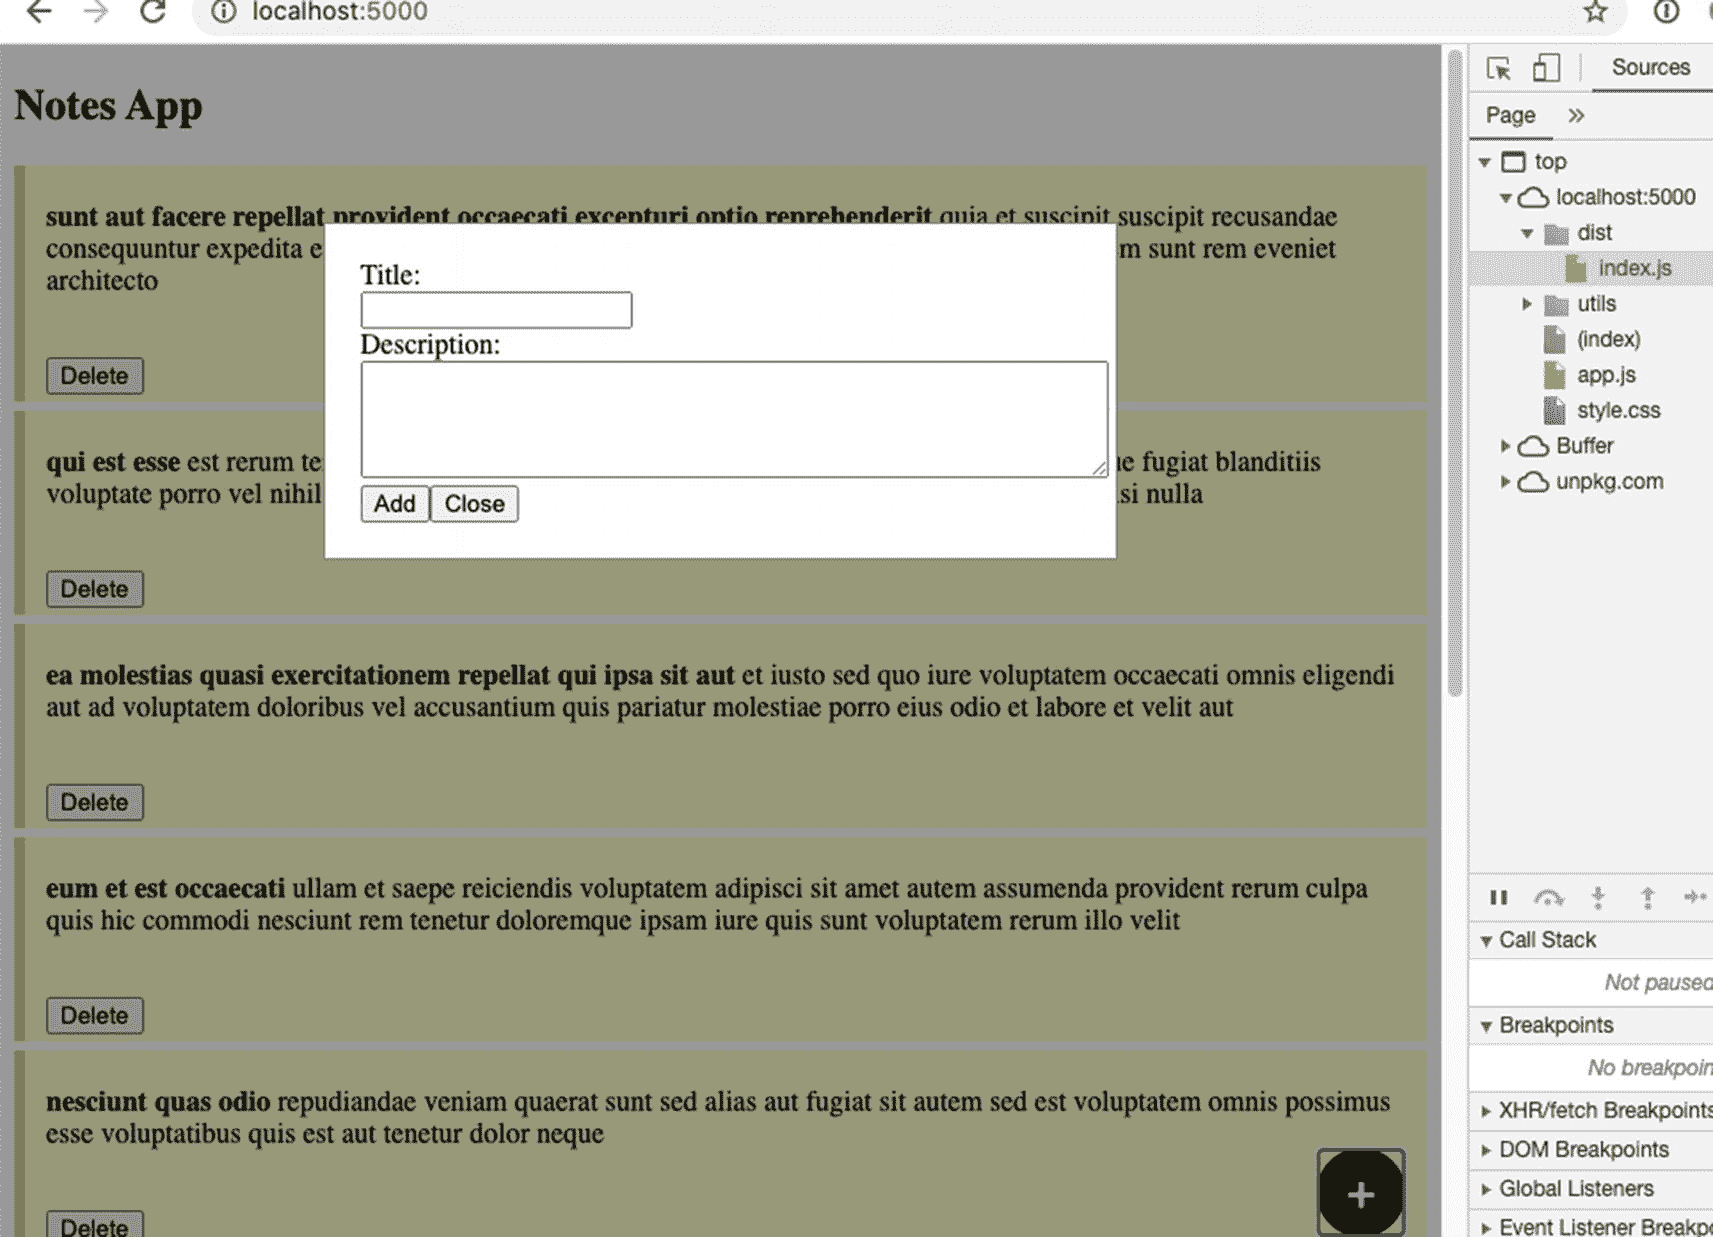 localhost:5000
Notes App
sunt aut facere repellat provident occaecati excepturi optio reprehenderit quia et suscipit suscipit recusandae
consequuntur expedita e
m sunt rem eveniet
architecto
Delete
Title:
Description:
Add
Close
qui est esse est rerum te
e fugiat blanditiis
voluptate porro vel nihil
si nulla
Delete
ea molestias quasi exercitationem repellat qui ipsa sit aut et iusto sed quo iure voluptatem occaecati omnis eligendi
aut ad voluptatem doloribus vel accusantium quis pariatur molestiae porro eius odio et labore et velit aut
Delete
eum et est occaecati ullam et saepe reiciendis voluptatem adipisci sit amet autem assumenda provident rerum culpa
quis hic commodi nesciunt rem tenetur doloremque ipsam iure quis sunt voluptatem rerum illo velit
Delete
nesciunt quas odio repudiandae veniam quaerat sunt sed alias aut fugiat sit autem sed est voluptatem omnis possimus
esse voluptatibus quis est aut tenetur dolor neque
Delete
+
Sources
Page »
top
localhost:5000
dist
index.js
utils
(index)
app.js
style.css
Buffer
unpkg.com
Call Stack
Not paused
Breakpoints
No breakpoin
XHR/fetch Breakpoints
DOM Breakpoints
Global Listeners
Event Listener Breakpo